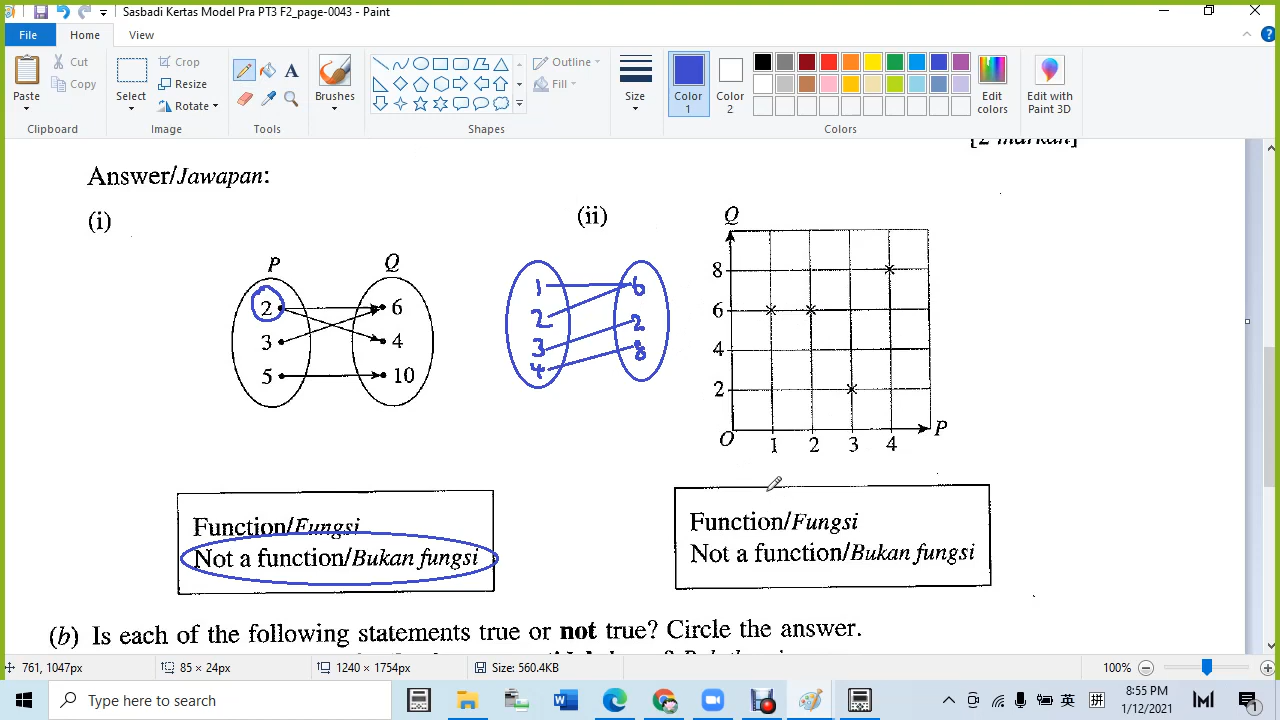 Sasbadi Kertas Model Pra PT3 F2_page-0043 - Paint
File
Home
View
Paste
Cut
Copy
Clipboard
Select
Crop
Resize
Rotate
Image
A
Tools
Brushes
Shapes
Outline
Fill
Size
Color
1
Color
2
Edit
colors
Edit with
Paint 3D
Colors
[2 markah]
Answer/Jawapan:
(i)
P
Q
2
3
5
6
4
10
Function/Fungsi
Not a function/Bukan fungsi
(ii)
1
2
3
4
6
2
8
Q
8
6
4
2
O
1
2
3
4
P
Function/Fungsi
Not a function/Bukan fungsi
(b) Is each of the following statements true or not true? Circle the answer.
761, 1047px
85 × 24px
1240 × 1754px
Size: 560.4KB
100%
Type here to search
英
拼
:55 PM
1/12/2021
1